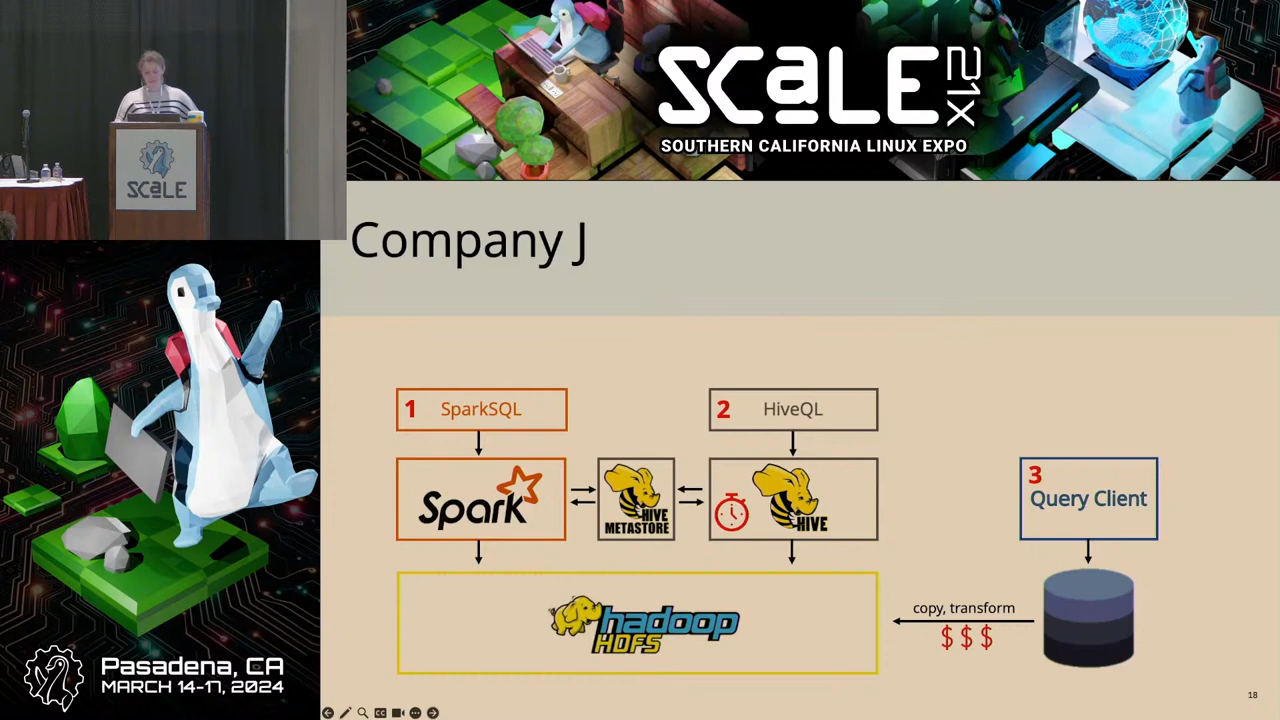 SCaLE 21x
SOUTHERN CALIFORNIA LINUX EXPO
SCaLE
Company J
1 SparkSQL
2 HiveQL
Spark
HIVE
METASTORE
HIVE
3
Query Client
hadoop
HDFS
copy, transform
$ $ $
Pasadena, CA
MARCH 14-17, 2024
CC
18